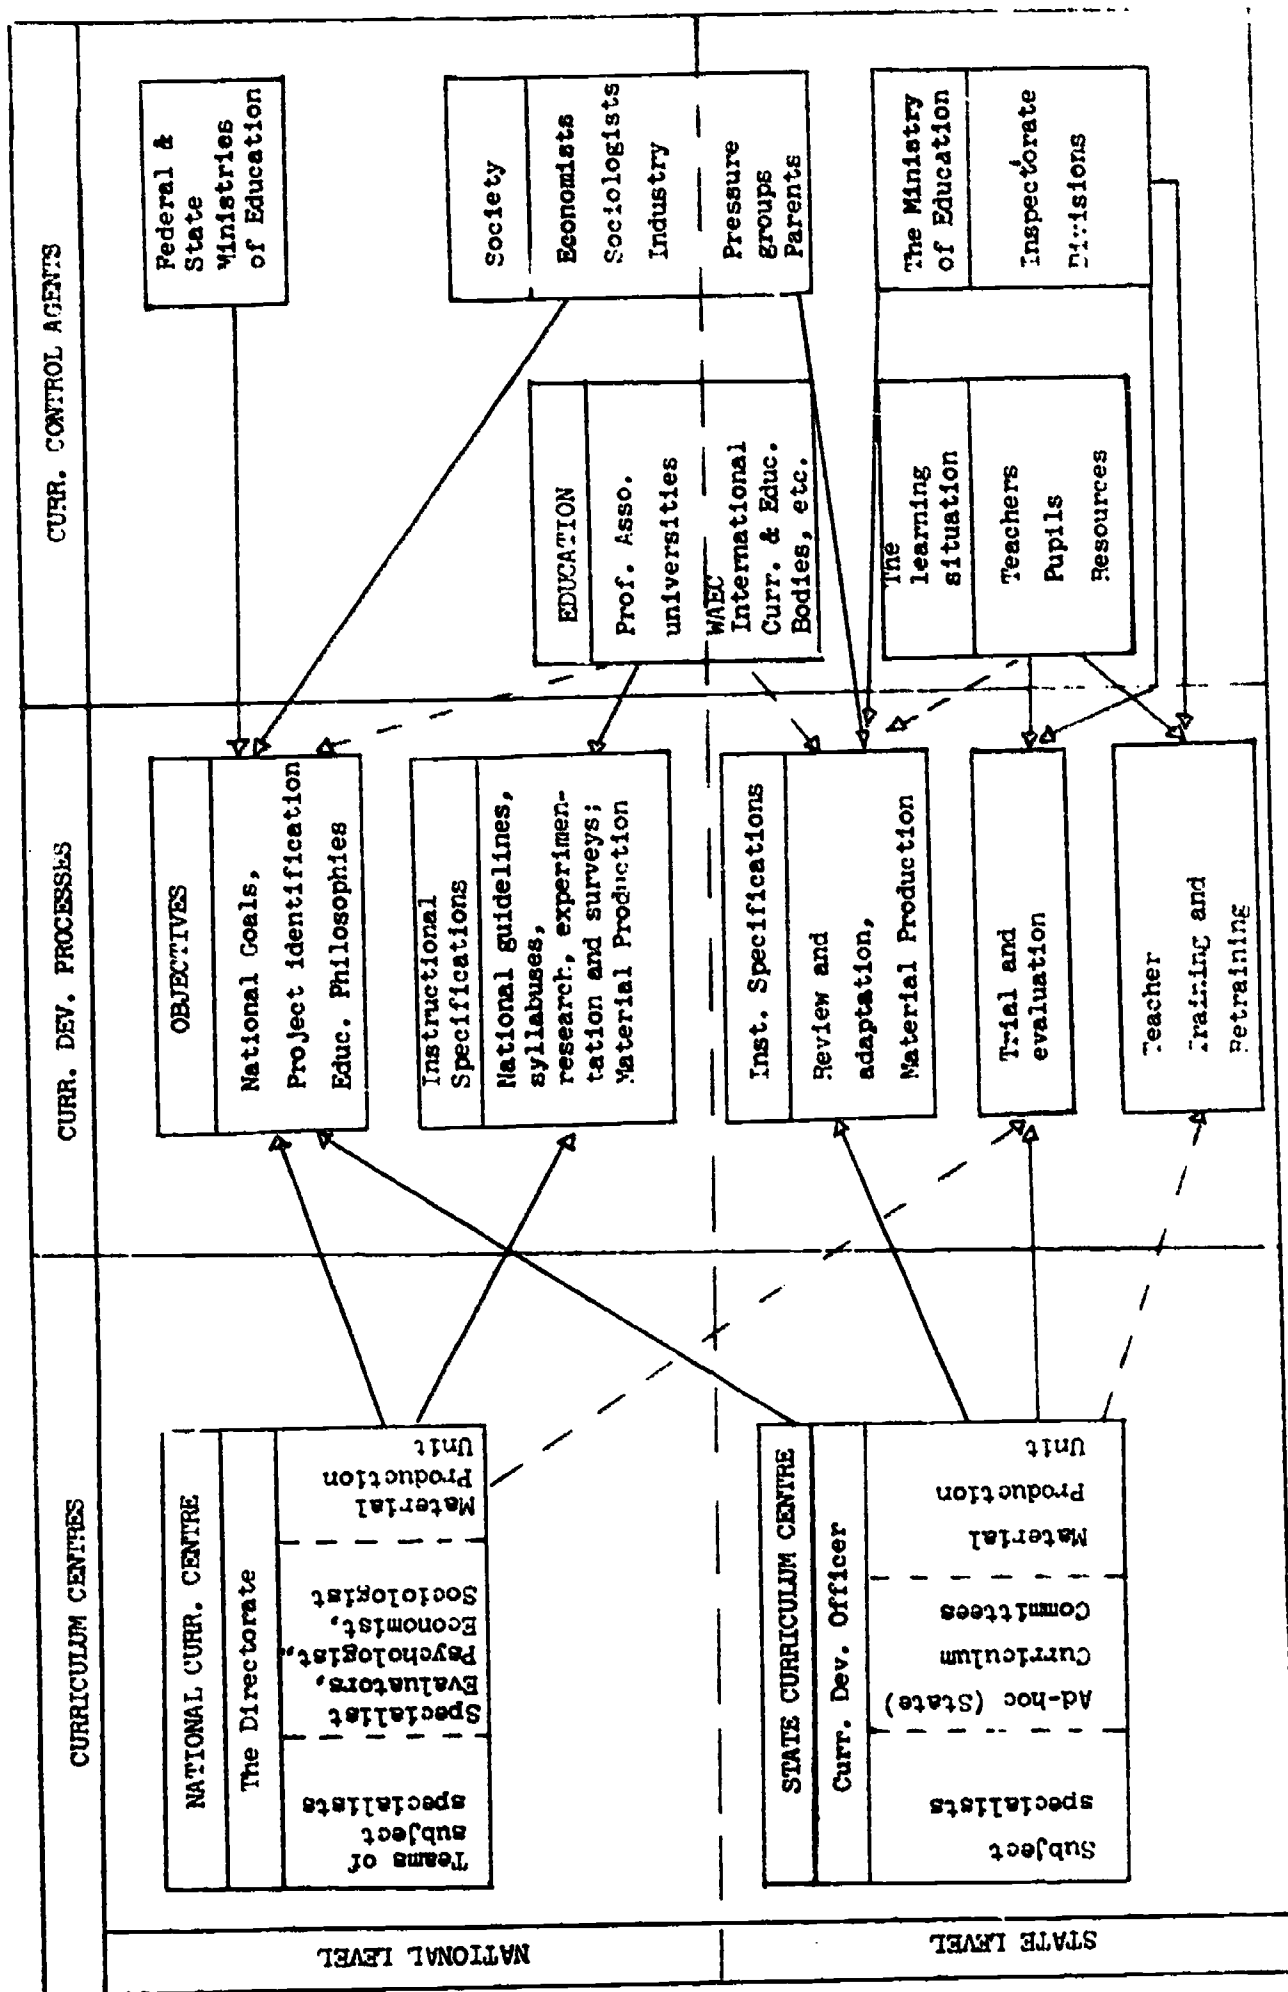 CURRICULUM CENTRES
CURR. DEV. PROCESSES
CURR. CONTROL AGENTS
NATIONAL LEVEL
NATIONAL CURR. CENTRE
The Directorate
Teams of
subject
specialists
Specialist
Evaluators,
Psychologist,
Economist,
Sociologist
Material
Production
Unit
OBJECTIVES
National Goals,
Project identification
Educ. Philosophies
Instructional
Specifications
National guidelines,
syllabuses,
research, experimen-
tation and surveys;
Material Production
Federal &
State
Ministries
of Education
Society
Economists
Sociologists
Industry
Pressure
groups
Parents
EDUCATION
Prof. Asso.
universities
WAEC
International
Curr. & Educ.
Bodies, etc.
STATE LEVEL
STATE CURRICULUM CENTRE
Curr. Dev. Officer
Subject
specialists
Ad-hoc (State)
Curriculum
Committees
Material
Production
Unit
Inst. Specifications
Review and
adaptation,
Material Production
Trial and
evaluation
Teacher
Training and
Retraining
The Ministry
of Education
Inspectorate
Divisions
The
learning
situation
Teachers
Pupils
Resources